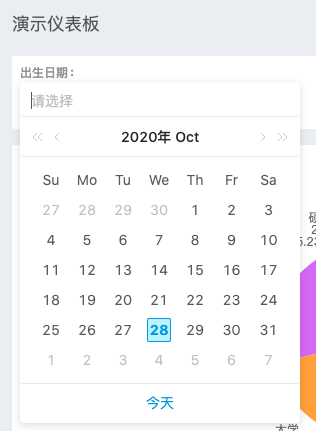 演示仪表板
出生日期：
请选择
2020年 Oct
Su Mo Tu We Th Fr Sa
27 28 29 30 1 2 3
4 5 6 7 8 9 10
11 12 13 14 15 16 17
18 19 20 21 22 23 24
25 26 27 28 29 30 31
1 2 3 4 5 6 7
今天
大学